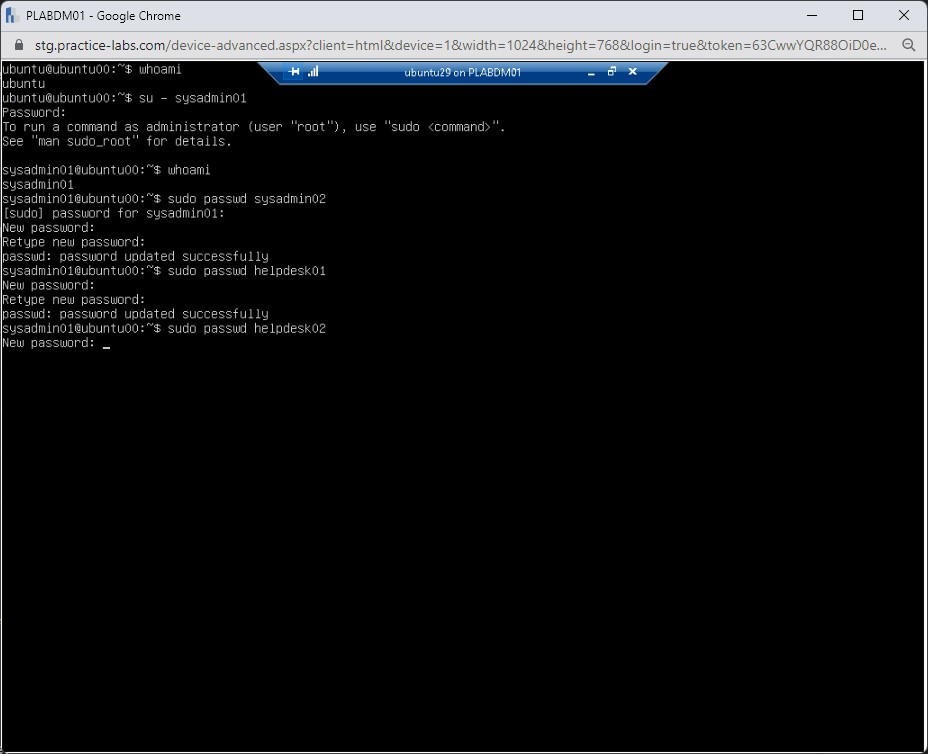 PLABDM01 - Google Chrome
stg.practice-labs.com/device-advanced.aspx?client=html&device=1&width=1024&height=768&login=true&token=63CwwYQR88OiD0e...
ubuntu29 on PLABDM01
ubuntu@ubuntu00:~$ whoami
ubuntu
ubuntu@ubuntu00:~$ su - sysadmin01
Password:
To run a command as administrator (user "root"), use "sudo <command>".
See "man sudo_root" for details.
sysadmin01@ubuntu00:~$ whoami
sysadmin01
sysadmin01@ubuntu00:~$ sudo passwd sysadmin02
[sudo] password for sysadmin01:
New password:
Retype new password:
passwd: password updated successfully
sysadmin01@ubuntu00:~$ sudo passwd helpdesk01
New password:
Retype new password:
passwd: password updated successfully
sysadmin01@ubuntu00:~$ sudo passwd helpdesk02
New password: _